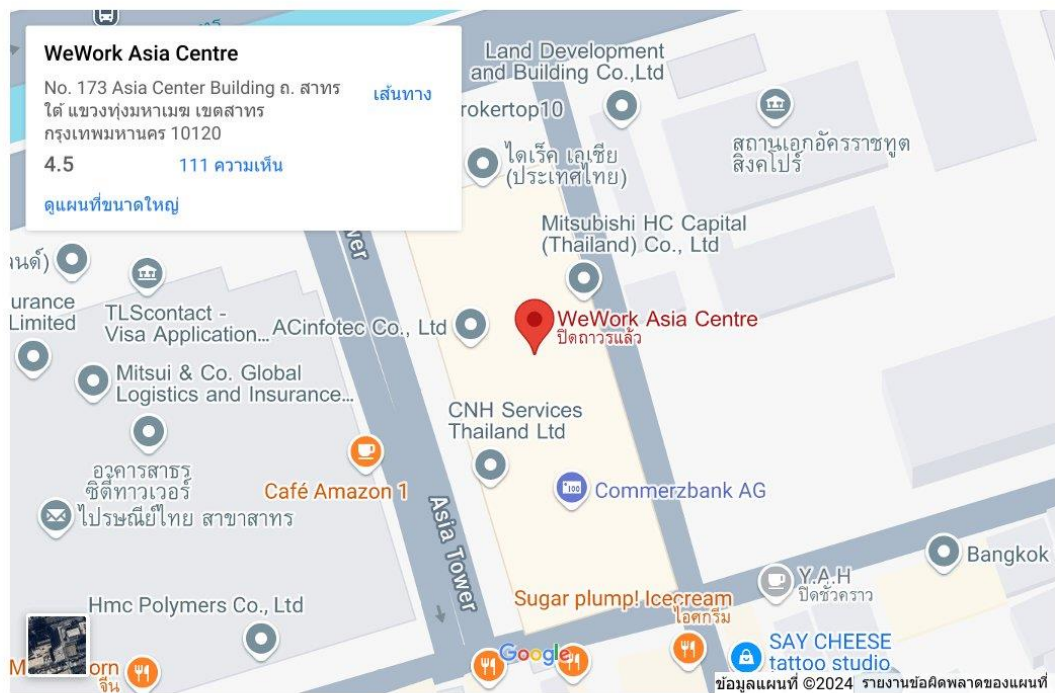 WeWork Asia Centre
No. 173 Asia Center Building ถ. สาทร
ใต้ แขวงทุ่งมหาเมฆ เขตสาทร
กรุงเทพมหานคร 10120
เส้นทาง
4.5
111 ความเห็น
ดูแผนที่ขนาดใหญ่
Land Development
and Building Co.,Ltd
rokertop10
ไดเร็ค เอเชีย
(ประเทศไทย)
สถานเอกอัครราชทูต
สิงคโปร์
Mitsubishi HC Capital
(Thailand) Co., Ltd
wer
นด์)
urance
Limited
TLScontact -
Visa Application...
ACinfotec Co., Ltd
WeWork Asia Centre
ปิดถาวรแล้ว
Mitsui & Co. Global
Logistics and Insurance...
CNH Services
Thailand Ltd
อาคารสาธร
ซิตี้ทาวเวอร์
Café Amazon 1
Commerzbank AG
ไปรษณีย์ไทย สาขาสาทร
Asia Tower
Bangkok
Y.A.H
ปิดชั่วคราว
Hmc Polymers Co., Ltd
Sugar plump! Icecream
ไอศกรีม
Google
SAY CHEESE
tattoo studio
orn
จีน
ข้อมูลแผนที่ ©2024
รายงานข้อผิดพลาดของแผนที่